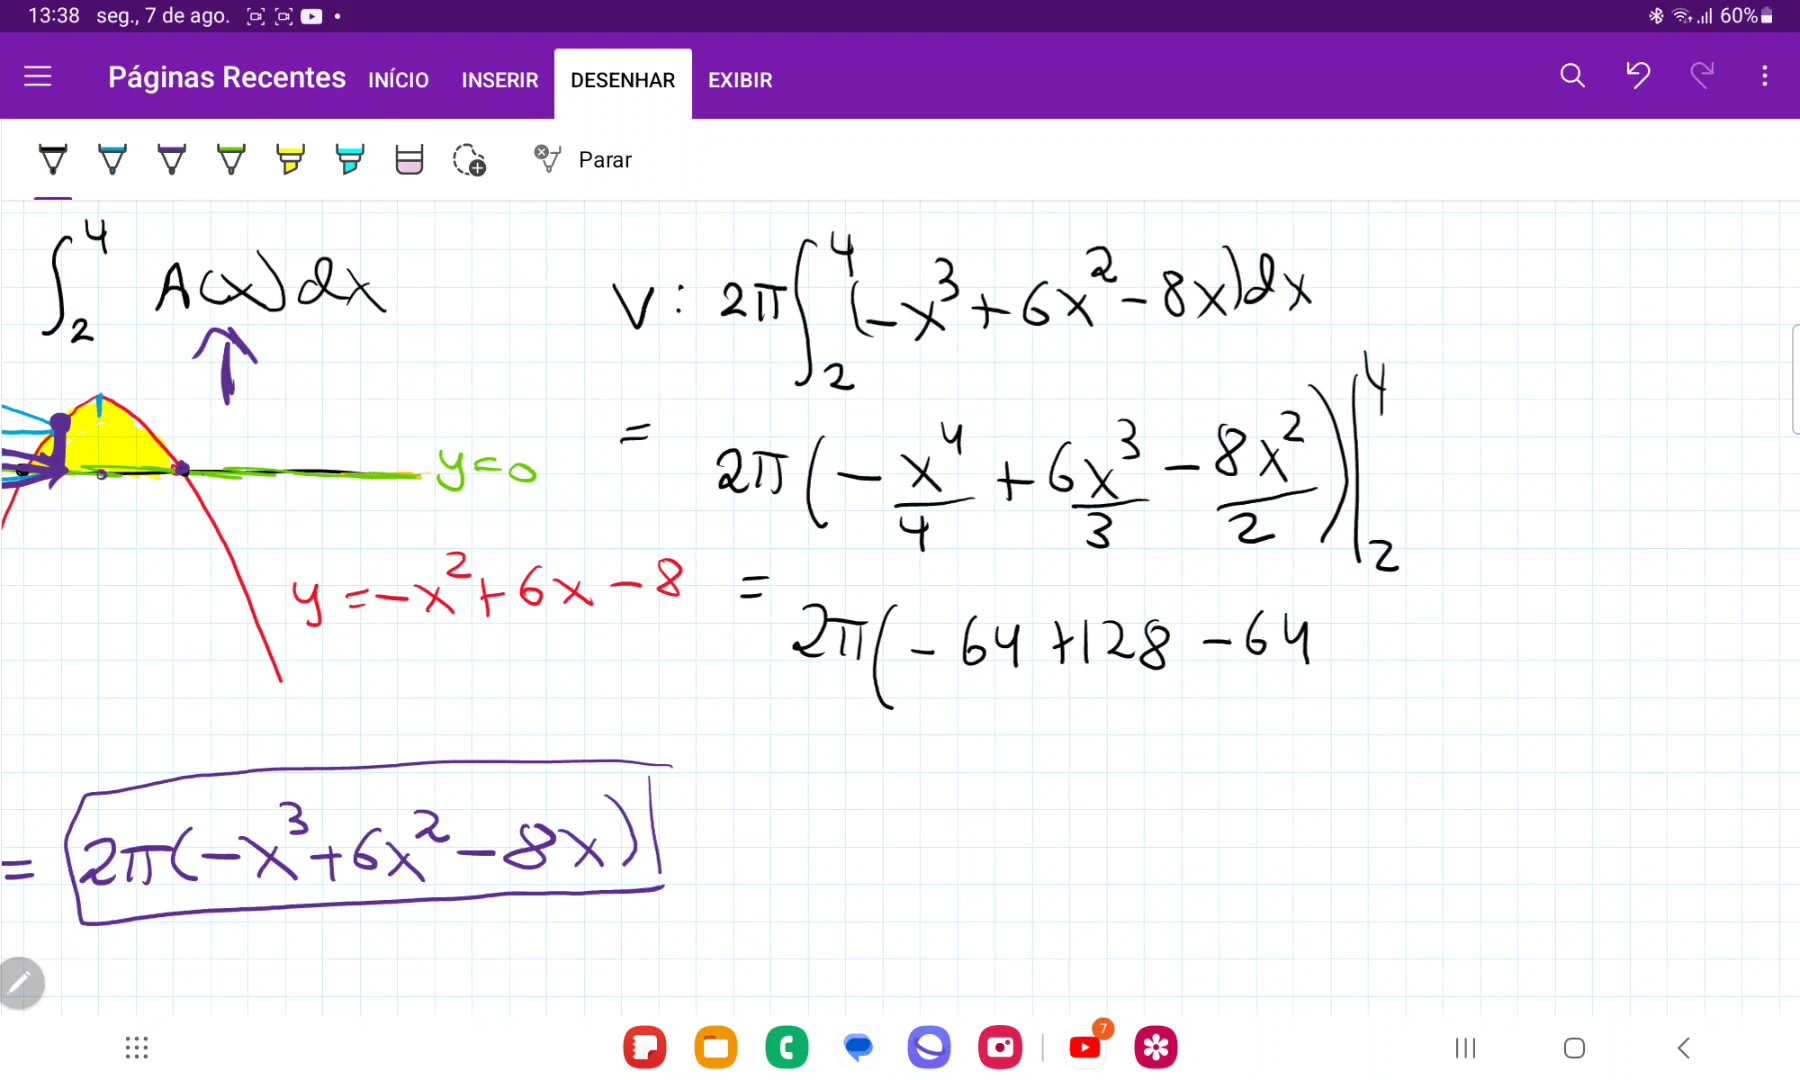 13:38 seg., 7 de ago. 60%
Páginas Recentes INÍCIO INSERIR DESENHAR EXIBIR
Parar
∫₂⁴ A(x)dx
V: 2π∫₂⁴(-x³+6x²-8x)dx
= 2π(-x⁴/4 + 6x³/3 - 8x²/2)|₂⁴
y=0
y=-x²+6x-8
= 2π(-64+128-64
= 2π(-x³+6x²-8x)
7